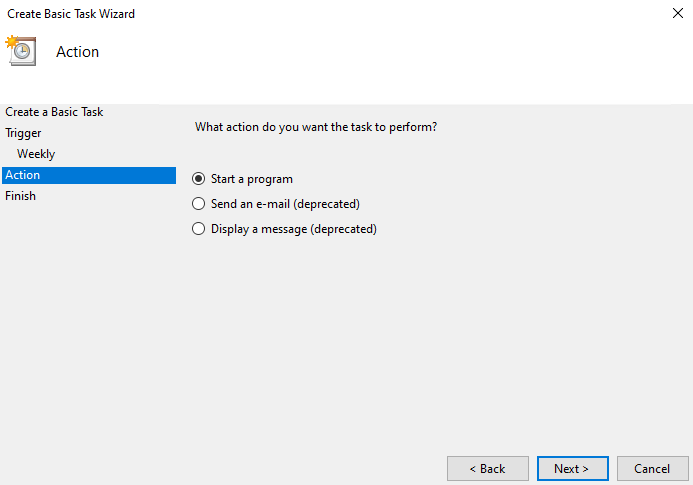 Create Basic Task Wizard
Action
Create a Basic Task
Trigger
Weekly
Action
Finish
What action do you want the task to perform?
Start a program
Send an e-mail (deprecated)
Display a message (deprecated)
< Back
Next >
Cancel